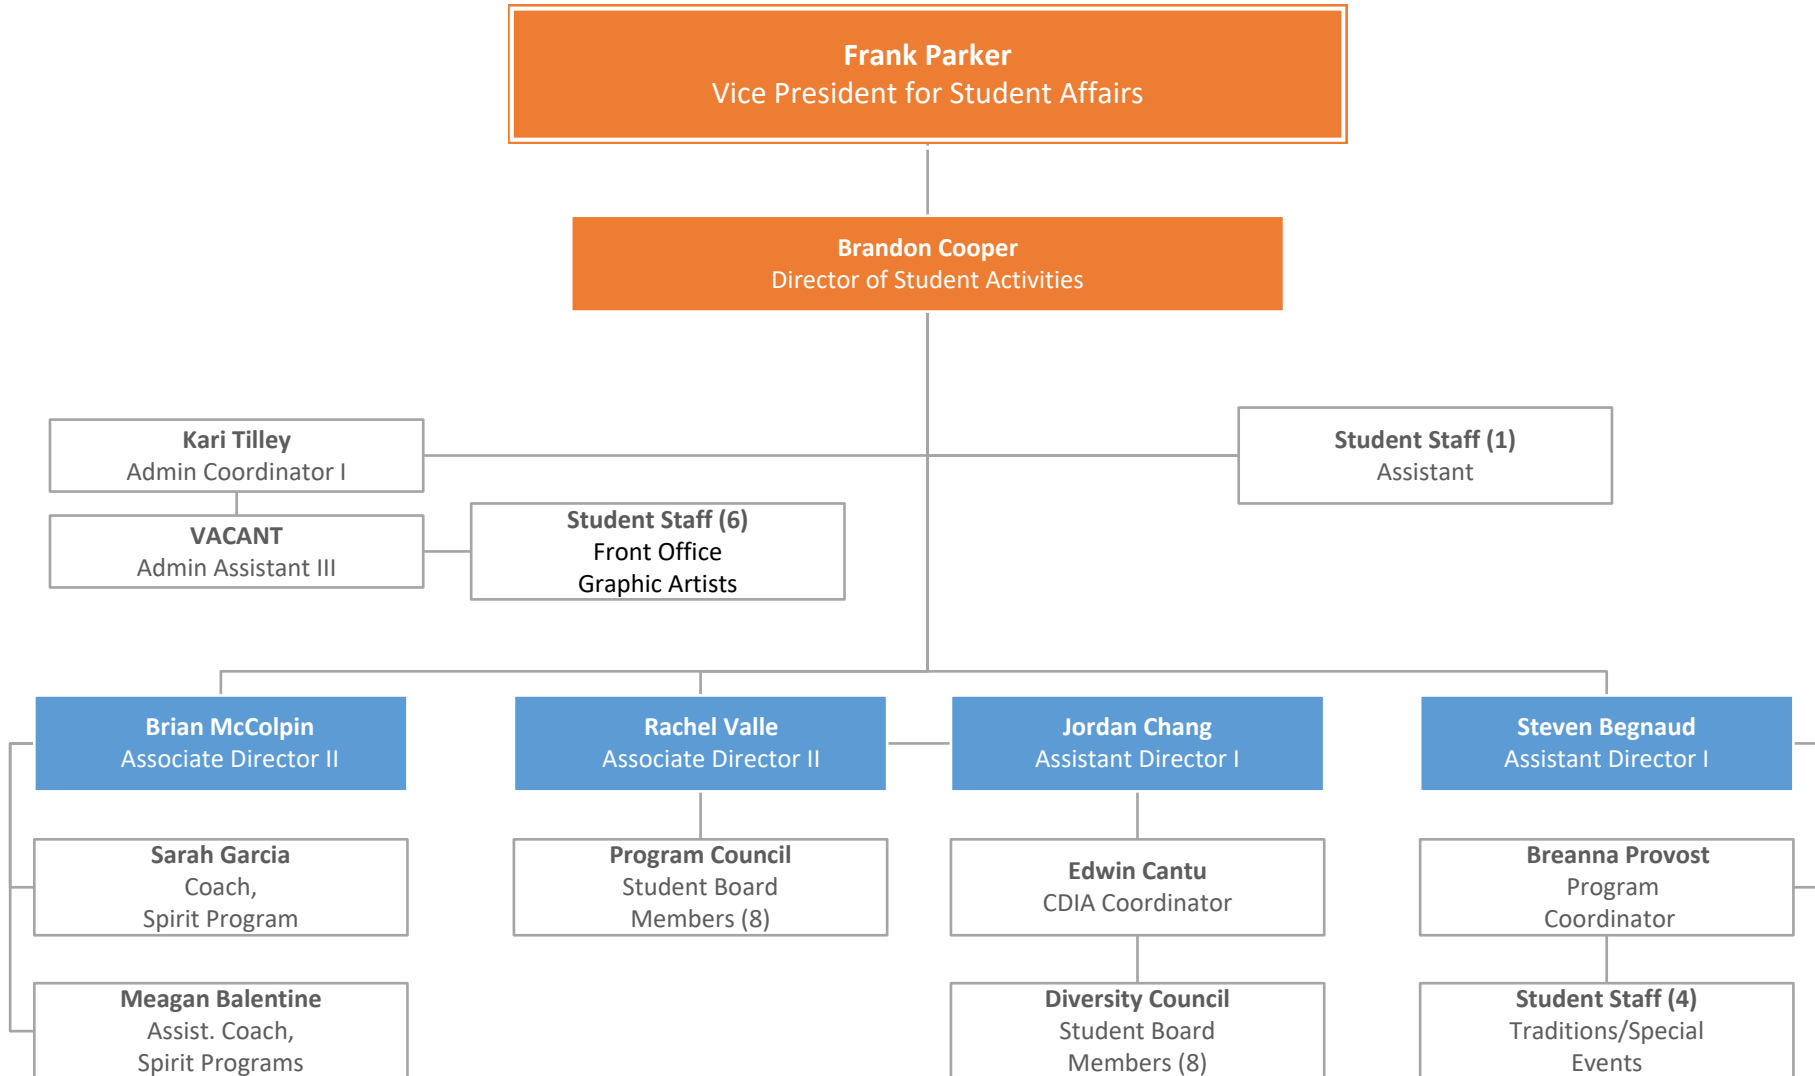 Frank Parker
Vice President for Student Affairs
Brandon Cooper
Director of Student Activities
Kari Tilley
Admin Coordinator I
Student Staff (1)
Assistant
VACANT
Admin Assistant III
Student Staff (6)
Front Office
Graphic Artists
Brian McColpin
Associate Director II
Rachel Valle
Associate Director II
Jordan Chang
Assistant Director I
Steven Begnaud
Assistant Director I
Sarah Garcia
Coach,
Spirit Program
Program Council
Student Board
Members (8)
Edwin Cantu
CDIA Coordinator
Breanna Provost
Program
Coordinator
Meagan Balentine
Assist. Coach,
Spirit Programs
Diversity Council
Student Board
Members (8)
Student Staff (4)
Traditions/Special
Events